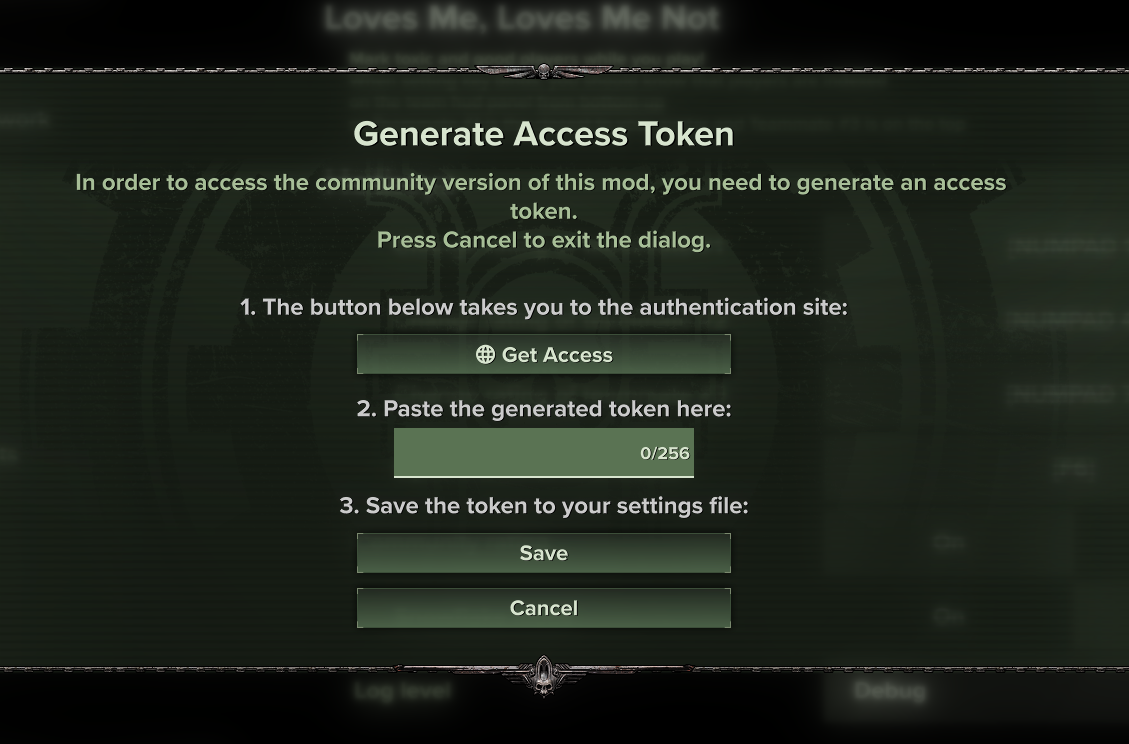 Loves Me, Loves Me Not
Generate Access Token
In order to access the community version of this mod, you need to generate an access
token.
Press Cancel to exit the dialog.
1. The button below takes you to the authentication site:
Get Access
2. Paste the generated token here:
0/256
3. Save the token to your settings file:
Save
On
On
Cancel
Log level
Debug